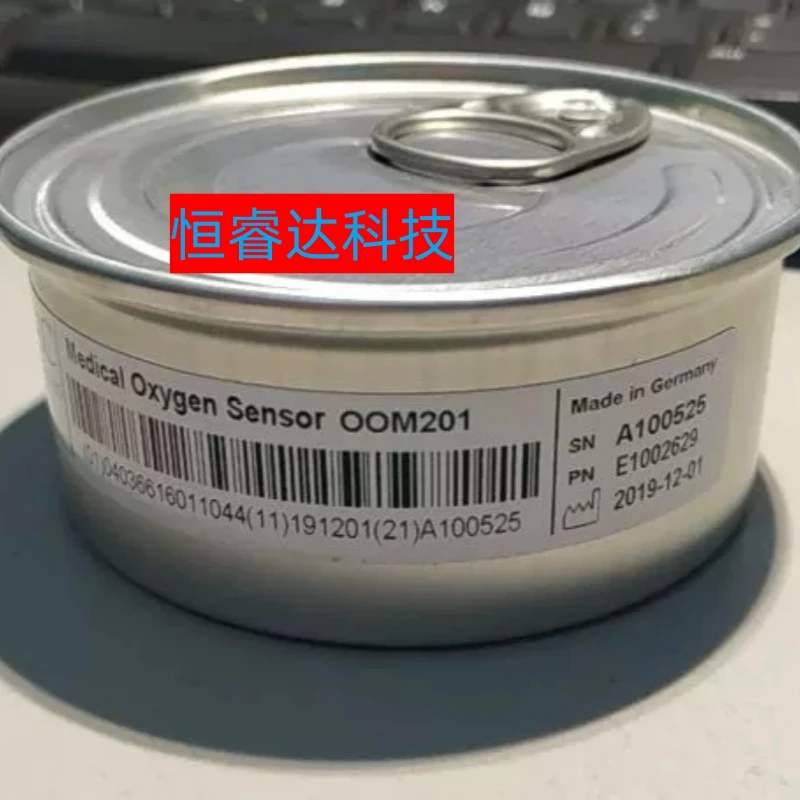 恒睿达科技
Medical Oxygen Sensor OOM201
(01)04036616011044(11)191201(21)A100525
Made in Germany
SN A100525
PN E1002629
2019-12-01